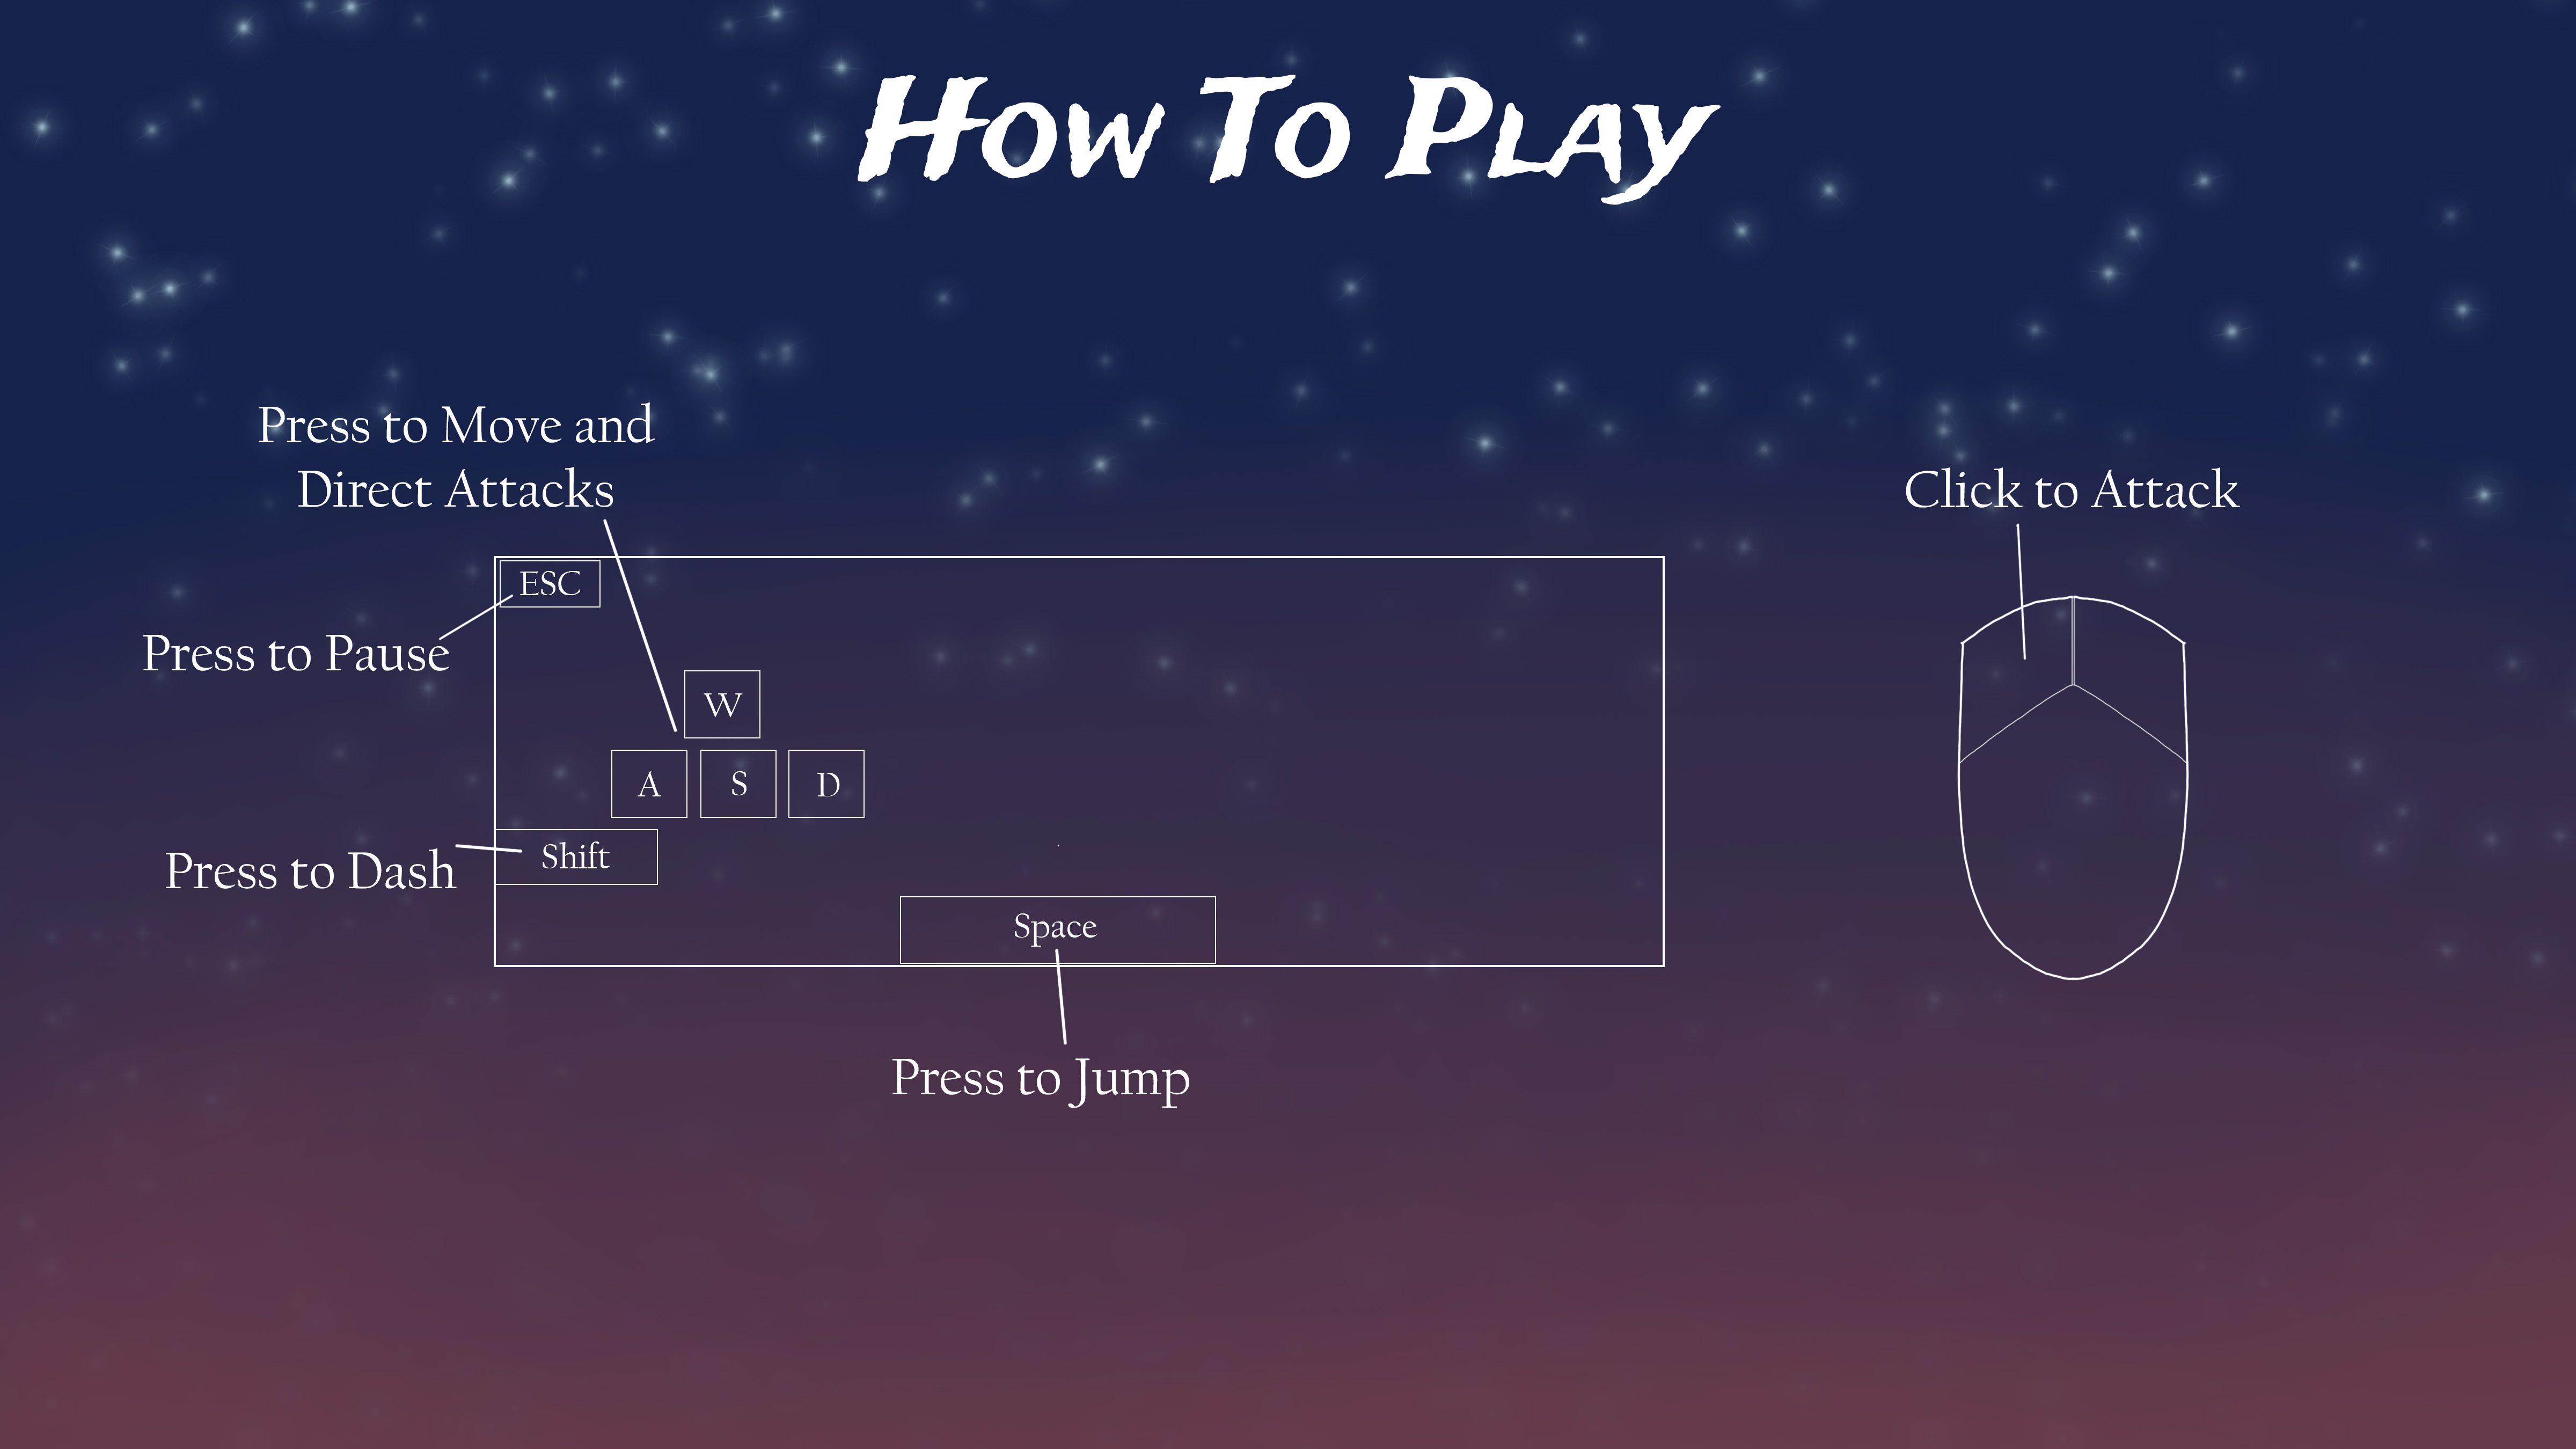 How To Play
Press to Move and
Direct Attacks
Click to Attack
ESC
Press to Pause
W
A
S
D
Shift
Press to Dash
Space
Press to Jump